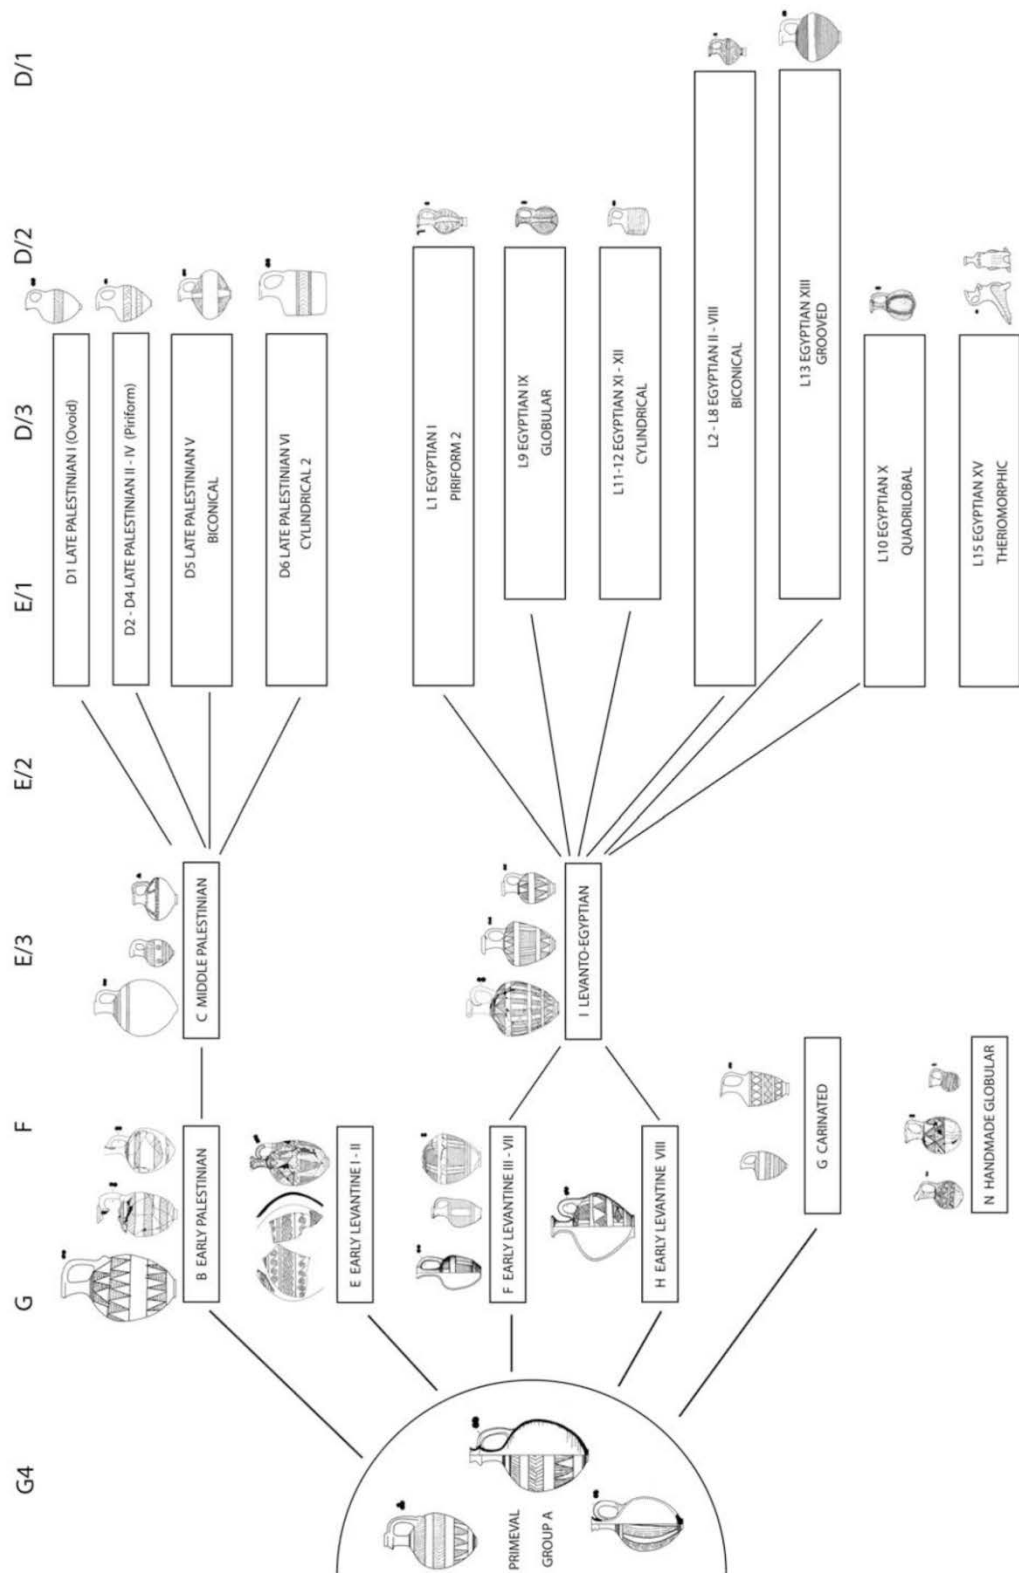 D/1
D/2
D/3
E/1
E/2
E/3
F
G
G4
D1 LATE PALESTINIAN I (Ovoid)
D2 - D4 LATE PALESTINIAN II - IV (Piriform)
D5 LATE PALESTINIAN V
BICONICAL
D6 LATE PALESTINIAN VI
CYLINDRICAL 2
L1 EGYPTIAN I
PIRIFORM 2
L9 EGYPTIAN IX
GLOBULAR
L11-12 EGYPTIAN XI - XII
CYLINDRICAL
L2 - L8 EGYPTIAN II - VIII
BICONICAL
L13 EGYPTIAN XIII
GROOVED
L10 EGYPTIAN X
QUADRILOBAL
L15 EGYPTIAN XV
THERIOMORPHIC
C MIDDLE PALESTINIAN
I LEVANTO-EGYPTIAN
B EARLY PALESTINIAN
E EARLY LEVANTINE I - II
F EARLY LEVANTINE III - VII
H EARLY LEVANTINE VIII
G CARINATED
N HANDMADE GLOBULAR
PRIMEVAL
GROUP A